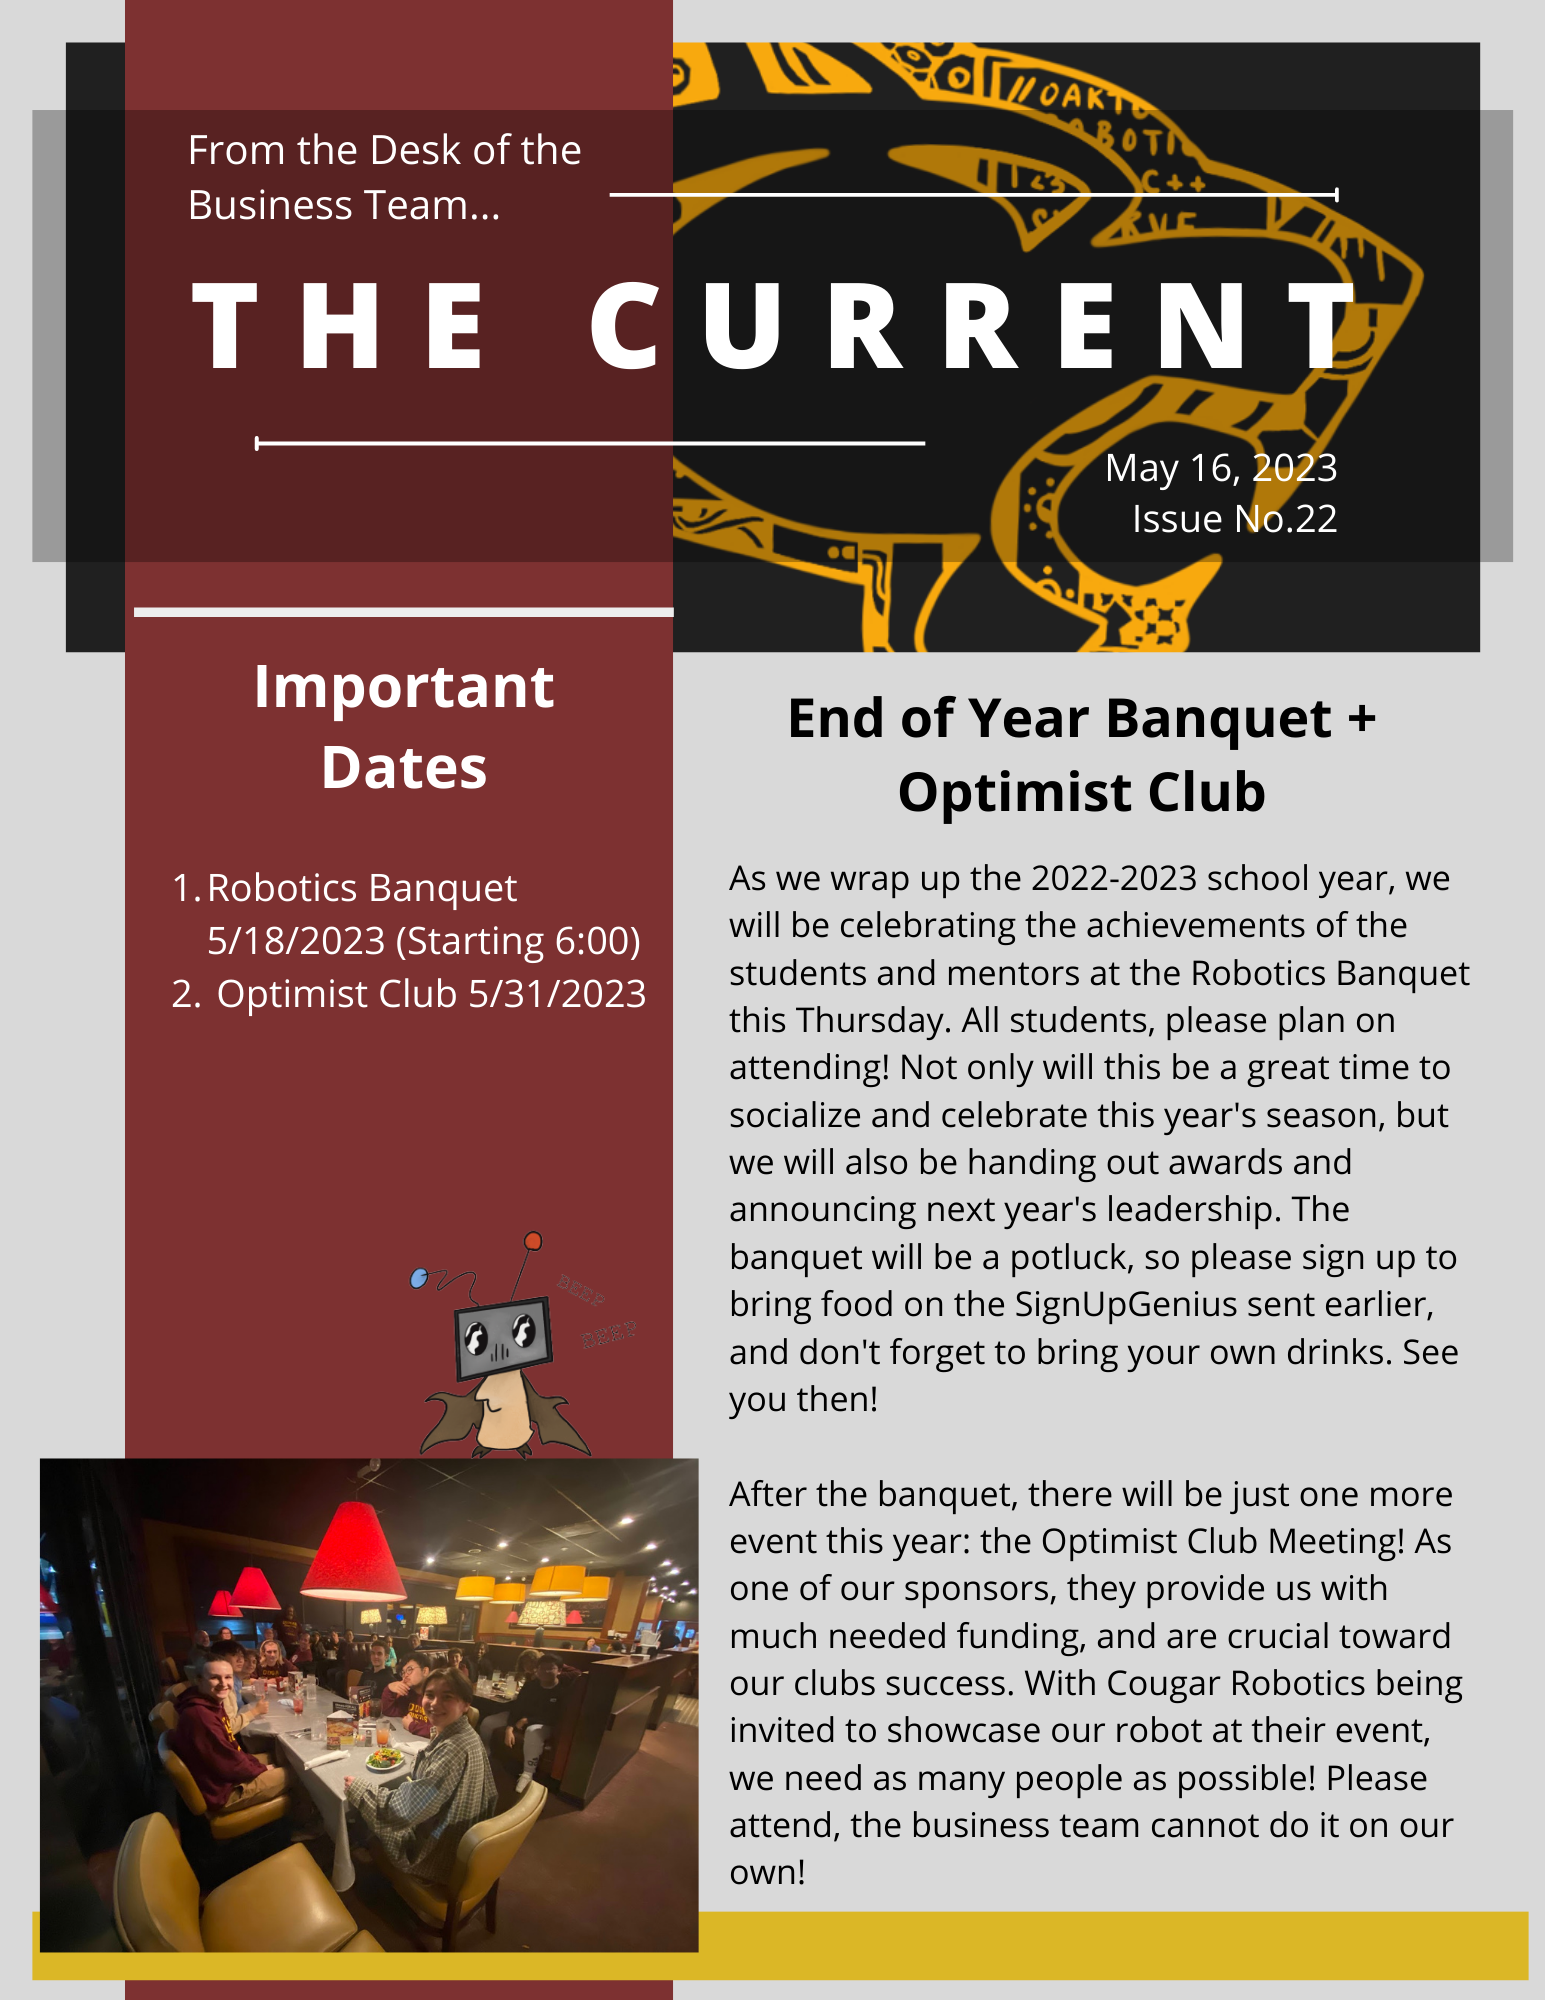 From the Desk of the
Business Team...
THE CURRENT
May 16, 2023
Issue No.22
Important
Dates
1. Robotics Banquet
5/18/2023 (Starting 6:00)
2. Optimist Club 5/31/2023
BEEP
BEEP
End of Year Banquet +
Optimist Club
As we wrap up the 2022-2023 school year, we
will be celebrating the achievements of the
students and mentors at the Robotics Banquet
this Thursday. All students, please plan on
attending! Not only will this be a great time to
socialize and celebrate this year's season, but
we will also be handing out awards and
announcing next year's leadership. The
banquet will be a potluck, so please sign up to
bring food on the SignUpGenius sent earlier,
and don't forget to bring your own drinks. See
you then!
After the banquet, there will be just one more
event this year: the Optimist Club Meeting! As
one of our sponsors, they provide us with
much needed funding, and are crucial toward
our clubs success. With Cougar Robotics being
invited to showcase our robot at their event,
we need as many people as possible! Please
attend, the business team cannot do it on our
own!
C++